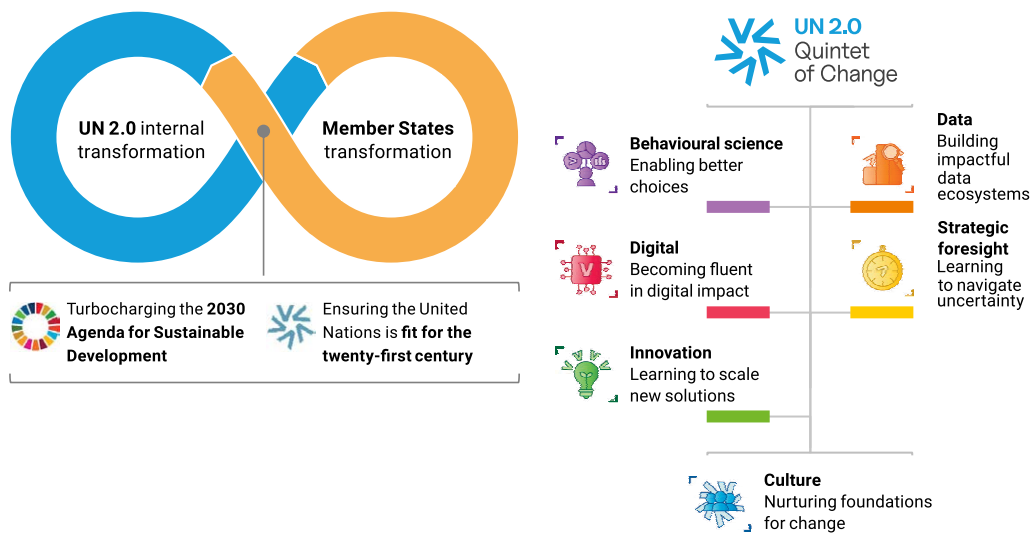 UN 2.0 internal
transformation
Member States
transformation
Turbocharging the 2030
Agenda for Sustainable
Development
Ensuring the United
Nations is fit for the
twenty-first century
UN 2.0
Quintet
of Change
Behavioural science
Enabling better
choices
Data
Building
impactful
data
ecosystems
Digital
Becoming fluent
in digital impact
Strategic
foresight
Learning
to navigate
uncertainty
Innovation
Learning to scale
new solutions
Culture
Nurturing foundations
for change